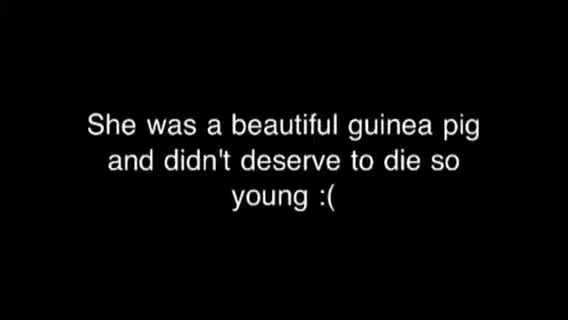 She was a beautiful guinea pig
and didn't deserve to die so
young :(